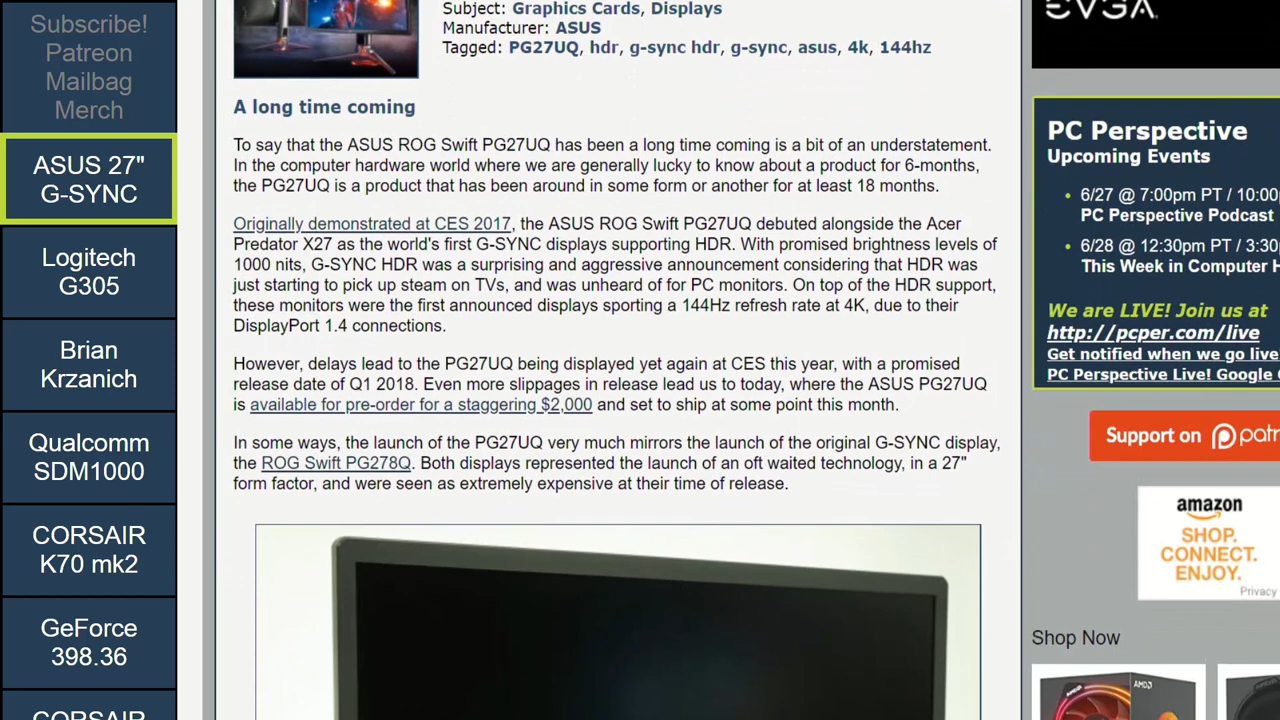 Subscribe!
Patreon
Mailbag
Merch
ASUS 27"
G-SYNC
Logitech
G305
Brian
Krzanich
Qualcomm
SDM1000
CORSAIR
K70 mk2
GeForce
398.36
CORSAIR
Subject: Graphics Cards, Displays
Manufacturer: ASUS
Tagged: PG27UQ, hdr, g-sync hdr, g-sync, asus, 4k, 144hz
A long time coming
To say that the ASUS ROG Swift PG27UQ has been a long time coming is a bit of an understatement.
In the computer hardware world where we are generally lucky to know about a product for 6-months,
the PG27UQ is a product that has been around in some form or another for at least 18 months.
Originally demonstrated at CES 2017, the ASUS ROG Swift PG27UQ debuted alongside the Acer
Predator X27 as the world's first G-SYNC displays supporting HDR. With promised brightness levels of
1000 nits, G-SYNC HDR was a surprising and aggressive announcement considering that HDR was
just starting to pick up steam on TVs, and was unheard of for PC monitors. On top of the HDR support,
these monitors were the first announced displays sporting a 144Hz refresh rate at 4K, due to their
DisplayPort 1.4 connections.
However, delays lead to the PG27UQ being displayed yet again at CES this year, with a promised
release date of Q1 2018. Even more slippages in release lead us to today, where the ASUS PG27UQ
is available for pre-order for a staggering $2,000 and set to ship at some point this month.
In some ways, the launch of the PG27UQ very much mirrors the launch of the original G-SYNC display,
the ROG Swift PG278Q. Both displays represented the launch of an oft waited technology, in a 27"
form factor, and were seen as extremely expensive at their time of release.
EVGA
PC Perspective
Upcoming Events
6/27 @ 7:00pm PT / 10:00
PC Perspective Podcast
6/28 @ 12:30pm PT / 3:30
This Week in Computer H
We are LIVE! Join us at
http://pcper.com/live
Get notified when we go live
PC Perspective Live! Google C
Support on patr
amazon
SHOP.
CONNECT.
ENJOY.
Privacy
Shop Now
AMD